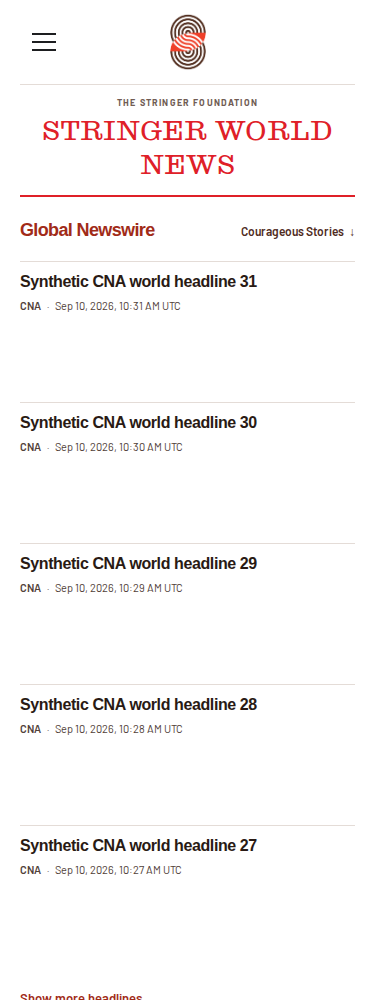 THE STRINGER FOUNDATION
STRINGER WORLD
NEWS
Global Newswire
Courageous Stories ↓
Synthetic CNA world headline 31
CNA · Sep 10, 2026, 10:31 AM UTC
Synthetic CNA world headline 30
CNA · Sep 10, 2026, 10:30 AM UTC
Synthetic CNA world headline 29
CNA · Sep 10, 2026, 10:29 AM UTC
Synthetic CNA world headline 28
CNA · Sep 10, 2026, 10:28 AM UTC
Synthetic CNA world headline 27
CNA · Sep 10, 2026, 10:27 AM UTC
Show more headlines